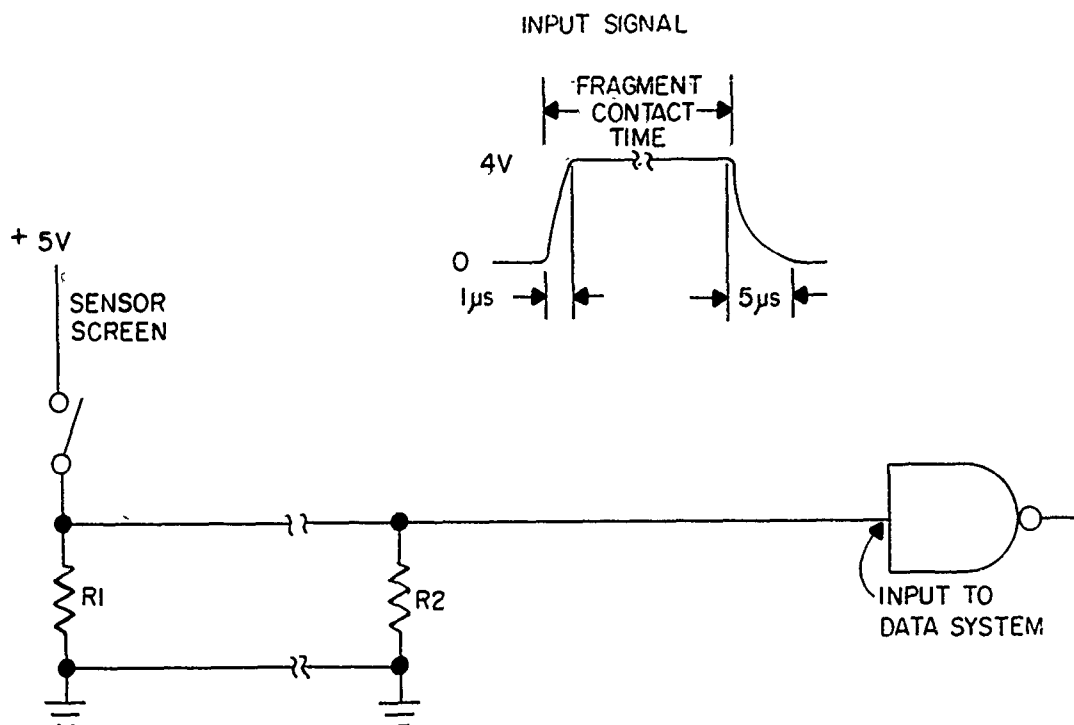 INPUT SIGNAL
FRAGMENT
CONTACT
TIME
4V
0
1μs
5μs
+ 5V
SENSOR
SCREEN
R1
R2
INPUT TO
DATA SYSTEM